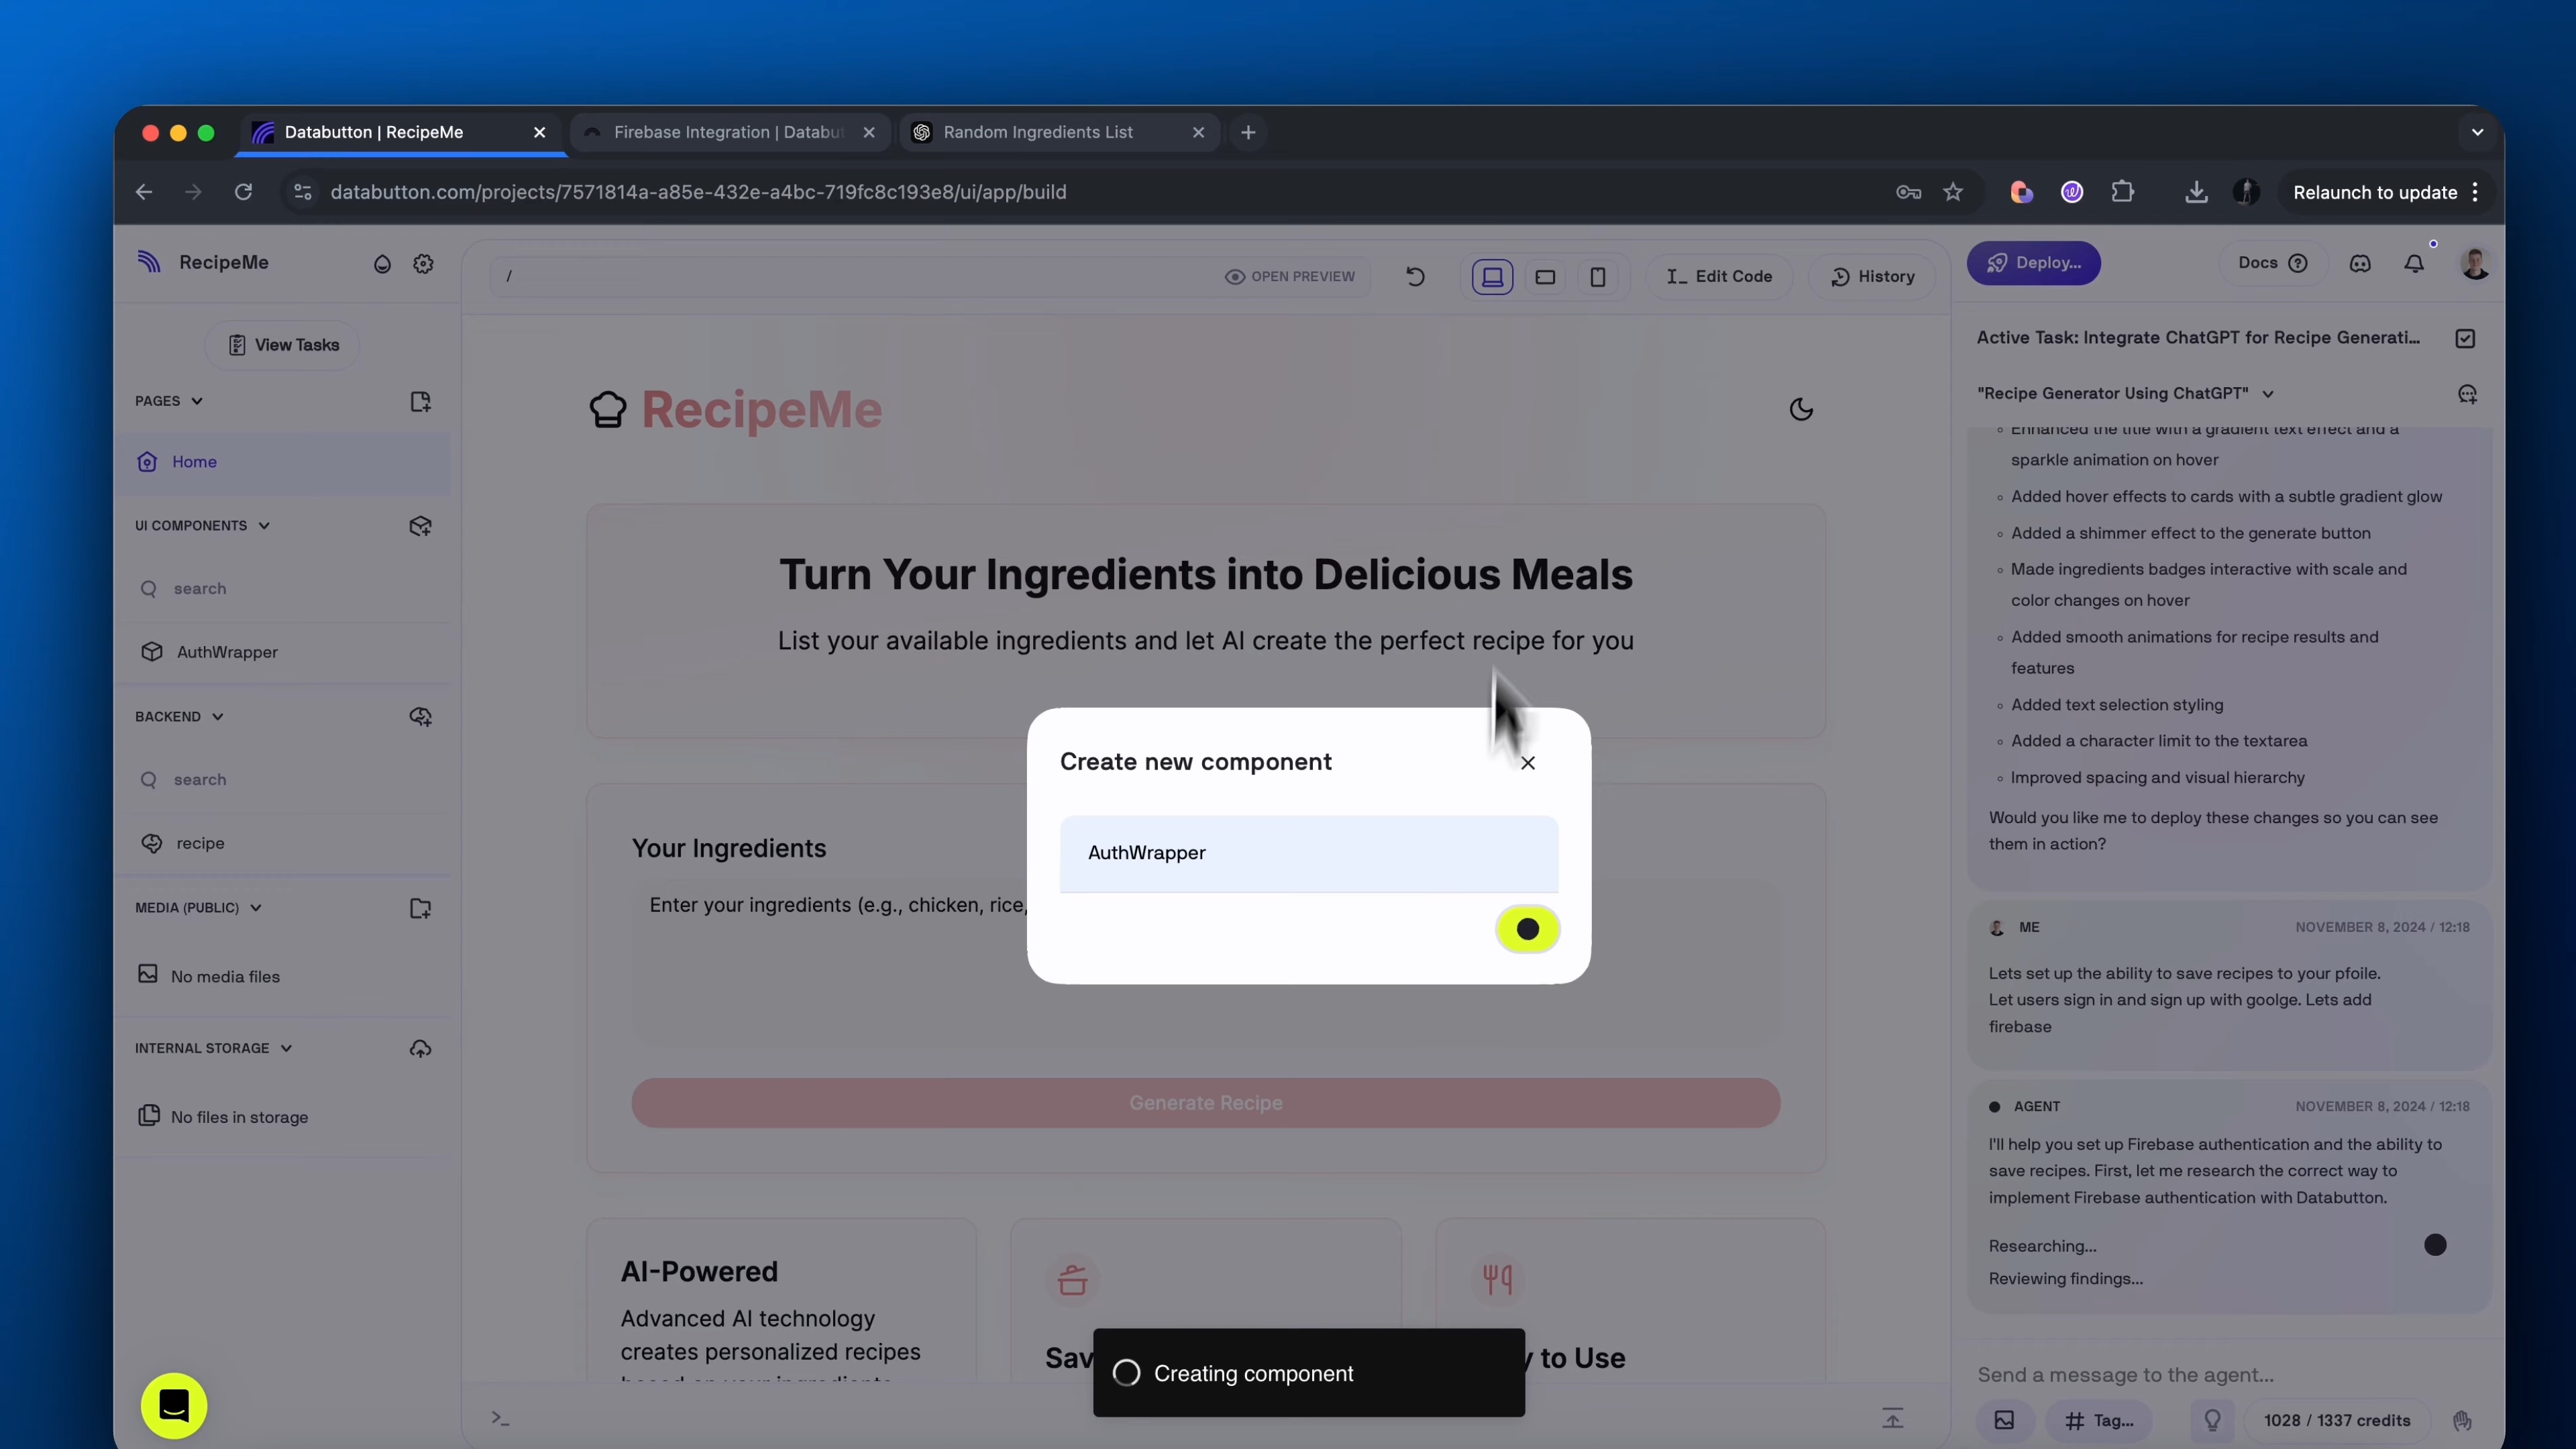 Databutton | RecipeMe
Firebase Integration | Databut
Random Ingredients List
databutton.com/projects/7571814a-a85e-432e-a4bc-719fc8c193e8/ui/app/build
Relaunch to update
RecipeMe
/
OPEN PREVIEW
Edit Code
History
Deploy...
Docs
View Tasks
PAGES
Home
UI COMPONENTS
search
AuthWrapper
BACKEND
search
recipe
MEDIA (PUBLIC)
No media files
INTERNAL STORAGE
No files in storage
RecipeMe
Turn Your Ingredients into Delicious Meals
List your available ingredients and let AI create the perfect recipe for you
Your Ingredients
Enter your ingredients (e.g., chicken, rice,
Generate Recipe
AI-Powered
Advanced AI technology
creates personalized recipes
Sav
y to Use
Create new component
AuthWrapper
Creating component
Active Task: Integrate ChatGPT for Recipe Generati...
"Recipe Generator Using ChatGPT"
Enhanced the title with a gradient text effect and a
sparkle animation on hover
Added hover effects to cards with a subtle gradient glow
Added a shimmer effect to the generate button
Made ingredients badges interactive with scale and
color changes on hover
Added smooth animations for recipe results and
features
Added text selection styling
Added a character limit to the textarea
Improved spacing and visual hierarchy
Would you like me to deploy these changes so you can see
them in action?
ME
NOVEMBER 8, 2024 / 12:18
Lets set up the ability to save recipes to your pfoile.
Let users sign in and sign up with goolge. Lets add
firebase
AGENT
NOVEMBER 8, 2024 / 12:18
I'll help you set up Firebase authentication and the ability to
save recipes. First, let me research the correct way to
implement Firebase authentication with Databutton.
Researching...
Reviewing findings...
Send a message to the agent...
Tag...
1028 / 1337 credits